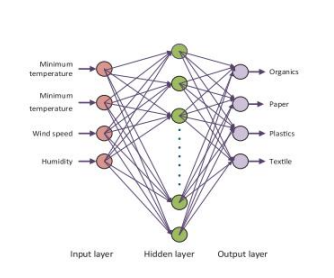 Minimum
temperature
Minimum
temperature
Wind speed
Humidity
Organics
Paper
Plastics
Textile
Input layer
Hidden layer
Output layer